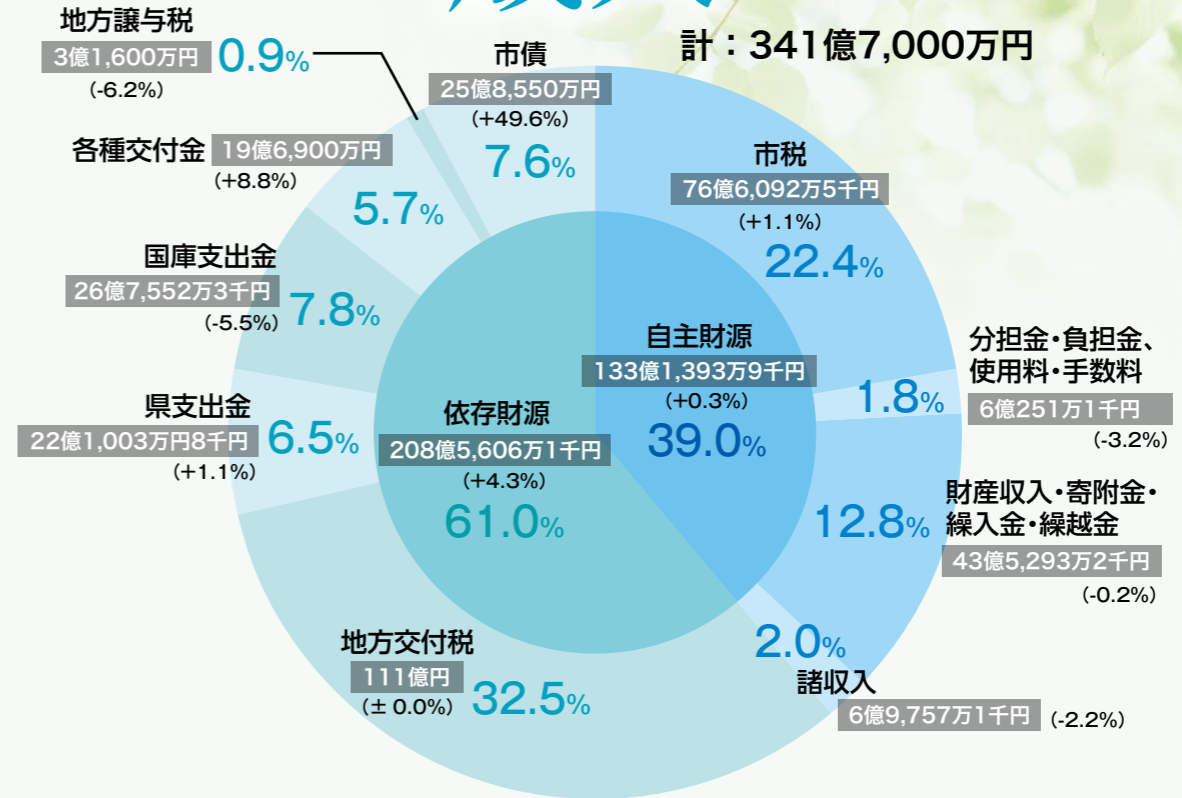 計：341億7,000万円
地方譲与税
3億1,600万円 0.9%
(-6.2%)
市債
25億8,550万円
(+49.6%)
7.6%
各種交付金 19億6,900万円
(+8.8%)
5.7%
市税
76億6,092万5千円
(+1.1%)
22.4%
国庫支出金
26億7,552万3千円
(-5.5%)
7.8%
自主財源
133億1,393万9千円
(+0.3%)
39.0%
分担金・負担金、
使用料・手数料
1.8%
6億251万1千円
(-3.2%)
県支出金
22億1,003万円8千円
(+1.1%)
6.5%
依存財源
208億5,606万1千円
(+4.3%)
61.0%
財産収入・寄附金・
繰入金・繰越金
12.8%
43億5,293万2千円
(-0.2%)
地方交付税
111億円
(± 0.0%)
32.5%
2.0%
諸収入
6億9,757万1千円 (-2.2%)